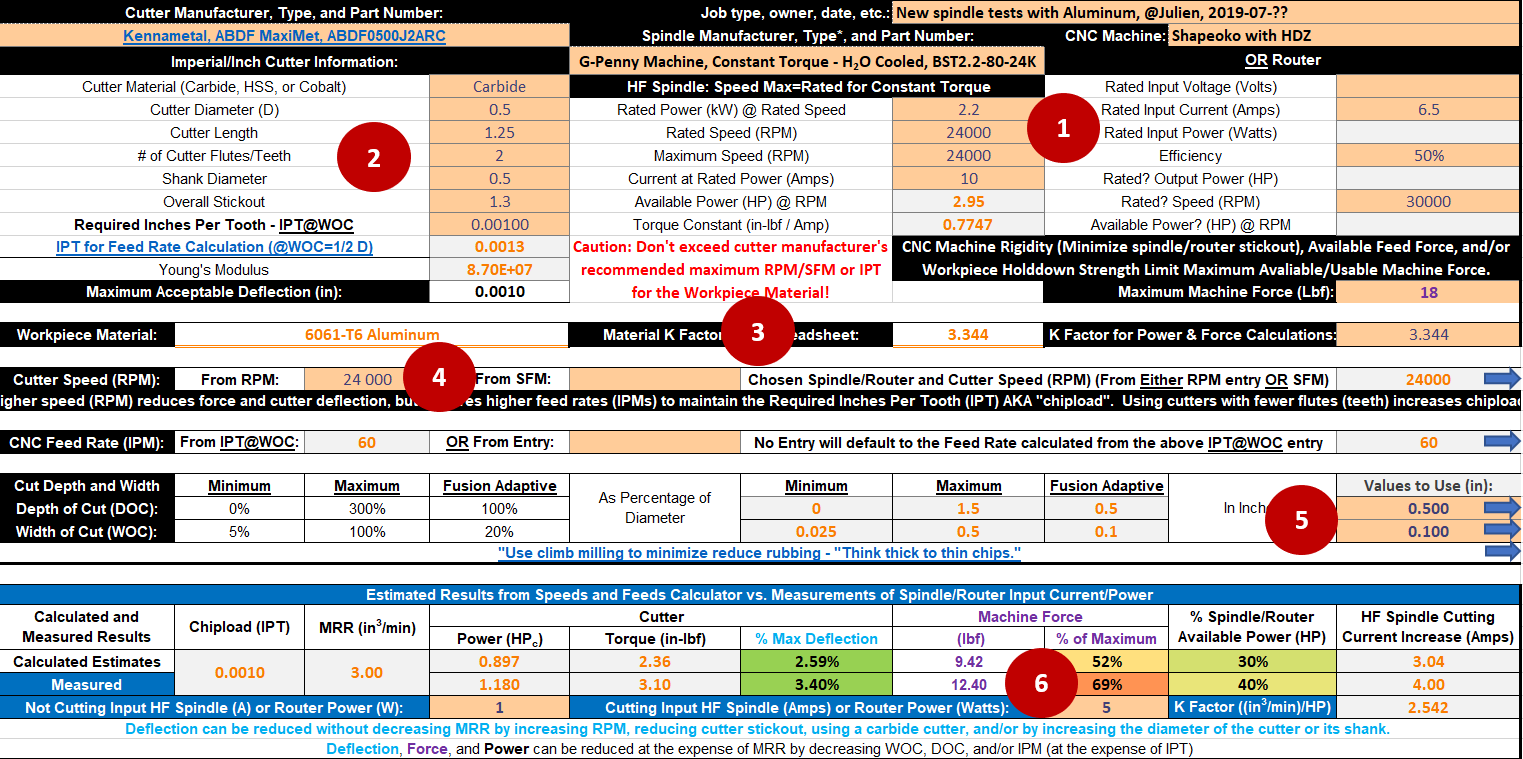 Cutter Manufacturer, Type, and Part Number: Job type, owner, date, etc.: New spindle tests with Aluminum, @Julien, 2019-07-??
Kennametal, ABDF MaxiMet, ABDF0500J2ARC Spindle Manufacturer, Type*, and Part Number: CNC Machine: Shapeoko with HDZ
Imperial/Inch Cutter Information: G-Penny Machine, Constant Torque - H2O Cooled, BST2.2-80-24K OR Router
Cutter Material (Carbide, HSS, or Cobalt) Carbide HF Spindle: Speed Max=Rated for Constant Torque Rated Input Voltage (Volts)
Cutter Diameter (D) 0.5 Rated Power (kW) @ Rated Speed 2.2 1 Rated Input Current (Amps) 6.5
Cutter Length 1.25 Rated Speed (RPM) 24000 Rated Input Power (Watts)
# of Cutter Flutes/Teeth 2 2 Maximum Speed (RPM) 24000 Efficiency 50%
Shank Diameter 0.5 Current at Rated Power (Amps) 10 Rated? Output Power (HP)
Overall Stickout 1.3 Available Power (HP) @ RPM 2.95 Rated? Speed (RPM) 30000
Required Inches Per Tooth - IPT@WOC 0.00100 Torque Constant (in-lbf / Amp) 0.7747 Available Power? (HP) @ RPM
IPT for Feed Rate Calculation (@WOC=1/2 D) 0.0013 Caution: Don't exceed cutter manufacturer's CNC Machine Rigidity (Minimize spindle/router stickout), Available Feed Force, and/or
Young's Modulus 8.70E+07 recommended maximum RPM/SFM or IPT Workpiece Holddown Strength Limit Maximum Avaliable/Usable Machine Force.
Maximum Acceptable Deflection (in): 0.0010 for the Workpiece Material! Maximum Machine Force (Lbf): 18
Workpiece Material: 6061-T6 Aluminum Material K Facto 3 eadsheet: 3.344 K Factor for Power & Force Calculations: 3.344
Cutter Speed (RPM): From RPM: 24 000 4 From SFM: Chosen Spindle/Router and Cutter Speed (RPM) (From Either RPM entry OR SFM) 24000
igher speed (RPM) reduces force and cutter deflection, bu es higher feed rates (IPMs) to maintain the Required Inches Per Tooth (IPT) AKA "chipload". Using cutters with fewer flutes (teeth) increases chiploa
CNC Feed Rate (IPM): From IPT@WOC: 60 OR From Entry: No Entry will default to the Feed Rate calculated from the above IPT@WOC entry 60
Cut Depth and Width Minimum Maximum Fusion Adaptive As Percentage of Diameter Minimum Maximum Fusion Adaptive Values to Use (in):
Depth of Cut (DOC): 0% 300% 100% 0 1.5 0.5 In Inch 5 0.500
Width of Cut (WOC): 5% 100% 20% 0.025 0.5 0.1 0.100
"Use climb milling to minimize reduce rubbing - "Think thick to thin chips."
Estimated Results from Speeds and Feeds Calculator vs. Measurements of Spindle/Router Input Current/Power
Calculated and Measured Results Chipload (IPT) MRR (in3/min) Cutter Machine Force % Spindle/Router Available Power (HP) HF Spindle Cutting Current Increase (Amps)
Power (HPc) Torque (in-lbf) % Max Deflection (lbf) % of Maximum
Calculated Estimates 0.0010 3.00 0.897 2.36 2.59% 9.42 52% 30% 3.04
Measured 1.180 3.10 3.40% 12.40 6 69% 40% 4.00
Not Cutting Input HF Spindle (A) or Router Power (W): 1 Cutting Input HF Spindle (Amps) or Router Power (Watts): 5 K Factor ((in3/min)/HP) 2.542
Deflection can be reduced without decreasing MRR by increasing RPM, reducing cutter stickout, using a carbide cutter, and/or by increasing the diameter of the cutter or its shank.
Deflection, Force, and Power can be reduced at the expense of MRR by decreasing WOC, DOC, and/or IPM (at the expense of IPT)